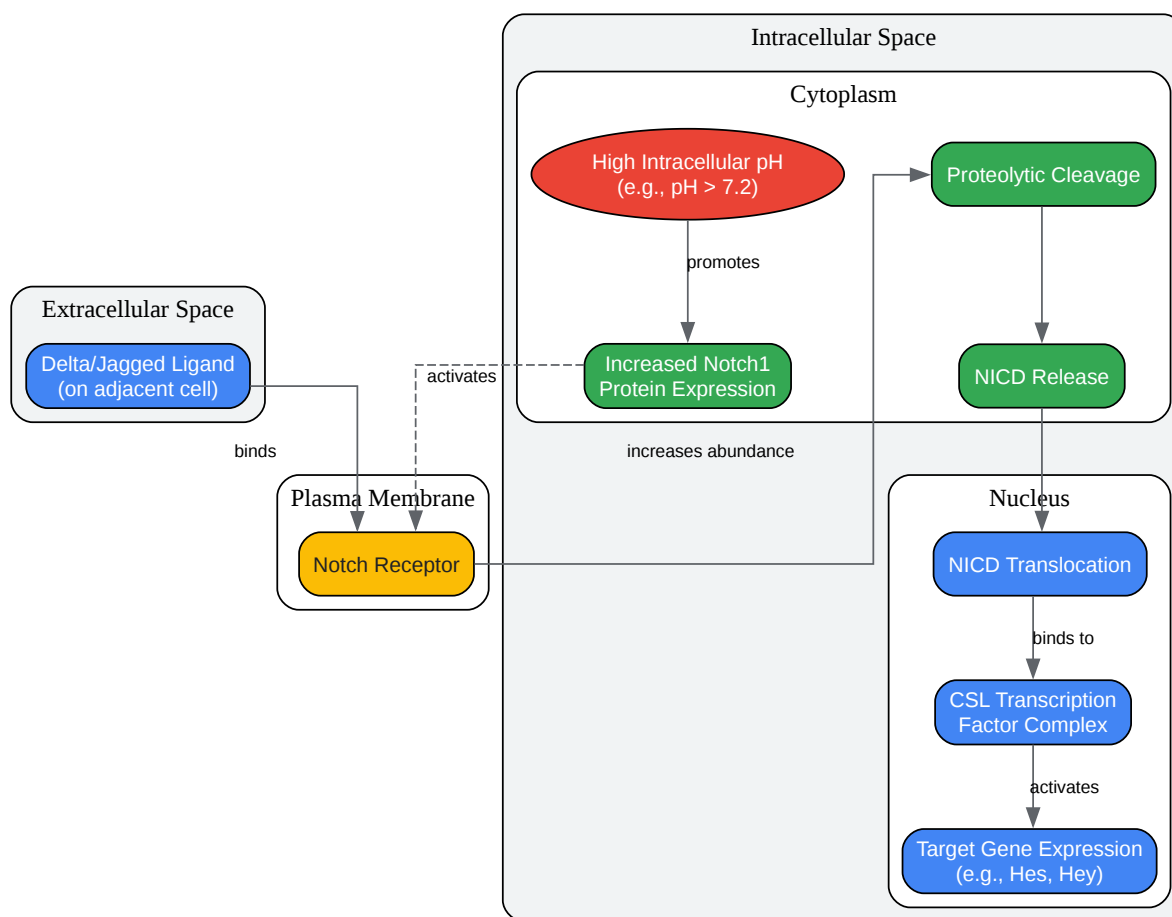 Intracellular Space
Cytoplasm
High Intracellular pH
(e.g., pH > 7.2)
Proteolytic Cleavage
promotes
Extracellular Space
Delta/Jagged Ligand
(on adjacent cell)
activates
Increased Notch1
Protein Expression
NICD Release
binds
increases abundance
Plasma Membrane
Notch Receptor
Nucleus
NICD Translocation
binds to
CSL Transcription
Factor Complex
activates
Target Gene Expression
(e.g., Hes, Hey)